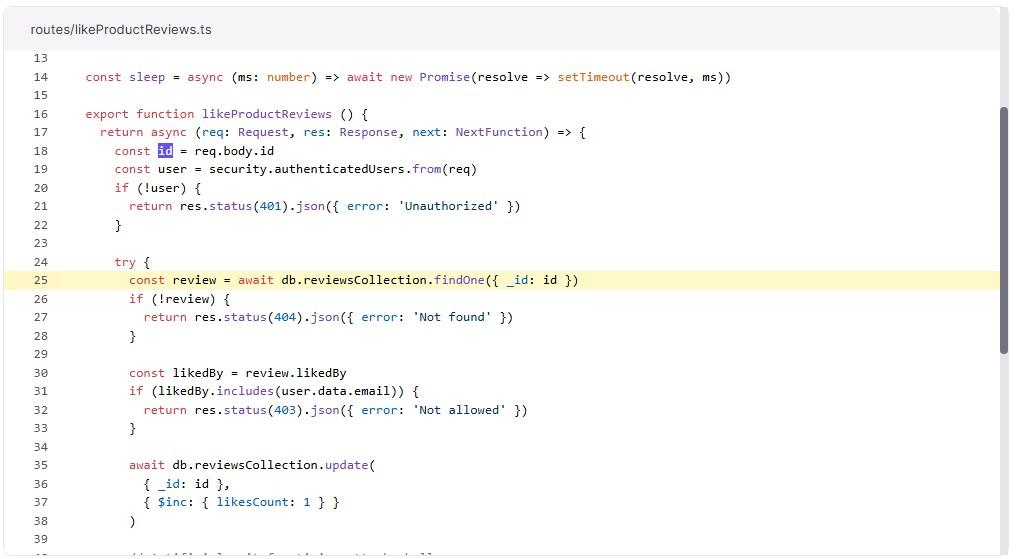 routes/likeProductReviews.ts
13
14 const sleep = async (ms: number) => await new Promise(resolve => setTimeout(resolve, ms))
15
16 export function likeProductReviews () {
17 return async (req: Request, res: Response, next: NextFunction) => {
18 const id = req.body.id
19 const user = security.authenticatedUsers.from(req)
20 if (!user) {
21 return res.status(401).json({ error: 'Unauthorized' })
22 }
23
24 try {
25 const review = await db.reviewsCollection.findOne({ _id: id })
26 if (!review) {
27 return res.status(404).json({ error: 'Not found' })
28 }
29
30 const likedBy = review.likedBy
31 if (likedBy.includes(user.data.email)) {
32 return res.status(403).json({ error: 'Not allowed' })
33 }
34
35 await db.reviewsCollection.update(
36 { _id: id },
37 { $inc: { likesCount: 1 } }
38 )
39